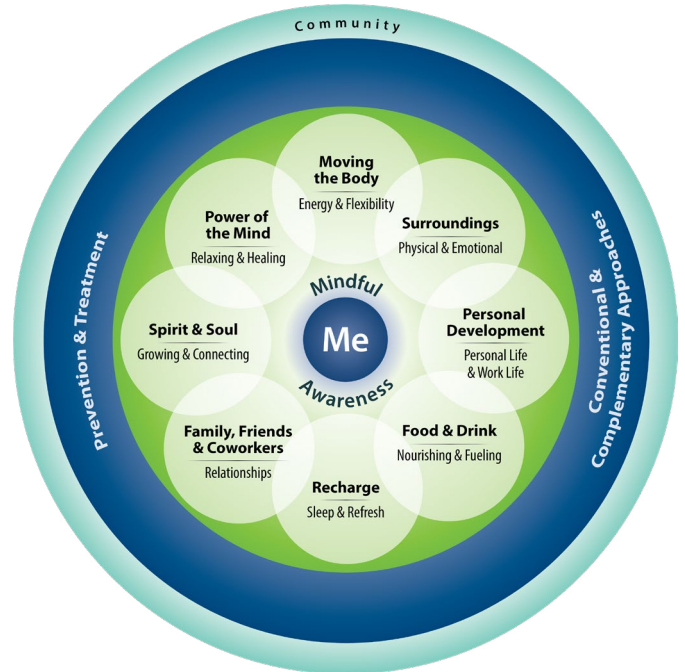 Community
Prevention & Treatment
Conventional &
Complementary Approaches
Moving
the Body
Energy & Flexibility
Surroundings
Physical & Emotional
Personal
Development
Personal Life
& Work Life
Food & Drink
Nourishing & Fueling
Recharge
Sleep & Refresh
Family, Friends
& Coworkers
Relationships
Spirit & Soul
Growing & Connecting
Power of
the Mind
Relaxing & Healing
Mindful
Me
Awareness